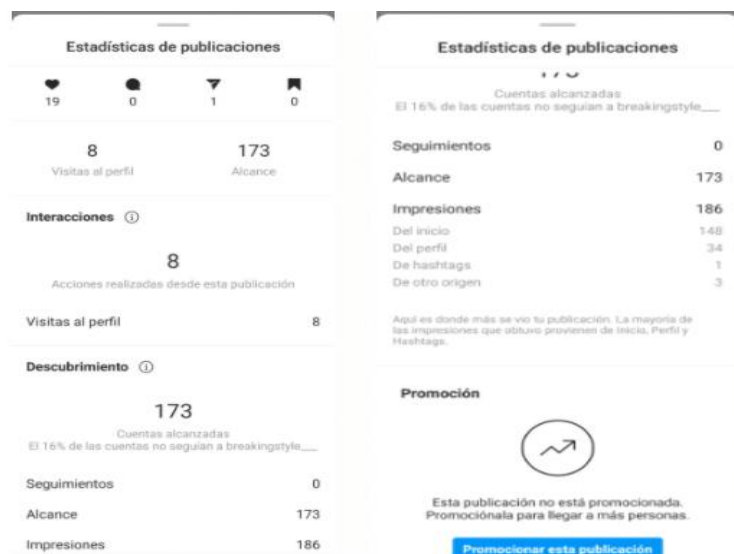 Estadísticas de publicaciones
19 0 1 0
8 173
Visitas al perfil Alcance
Interacciones
8
Acciones realizadas desde esta publicación
Visitas al perfil 8
Descubrimiento
173
Cuentas alcanzadas
El 16% de las cuentas no seguían a breakingstyle___
Seguimientos 0
Alcance 173
Impresiones 186
Estadísticas de publicaciones
173
Cuentas alcanzadas
El 16% de las cuentas no seguían a breakingstyle___
Seguimientos 0
Alcance 173
Impresiones 186
Del inicio 148
Del perfil 34
De hashtags 1
De otro origen 3
Aquí es donde más se vio tu publicación. La mayoría de
las impresiones que obtuvo provienen de Inicio, Perfil y
Hashtags.
Promoción
Esta publicación no está promocionada.
Promociónala para llegar a más personas.
Promocionar esta publicación